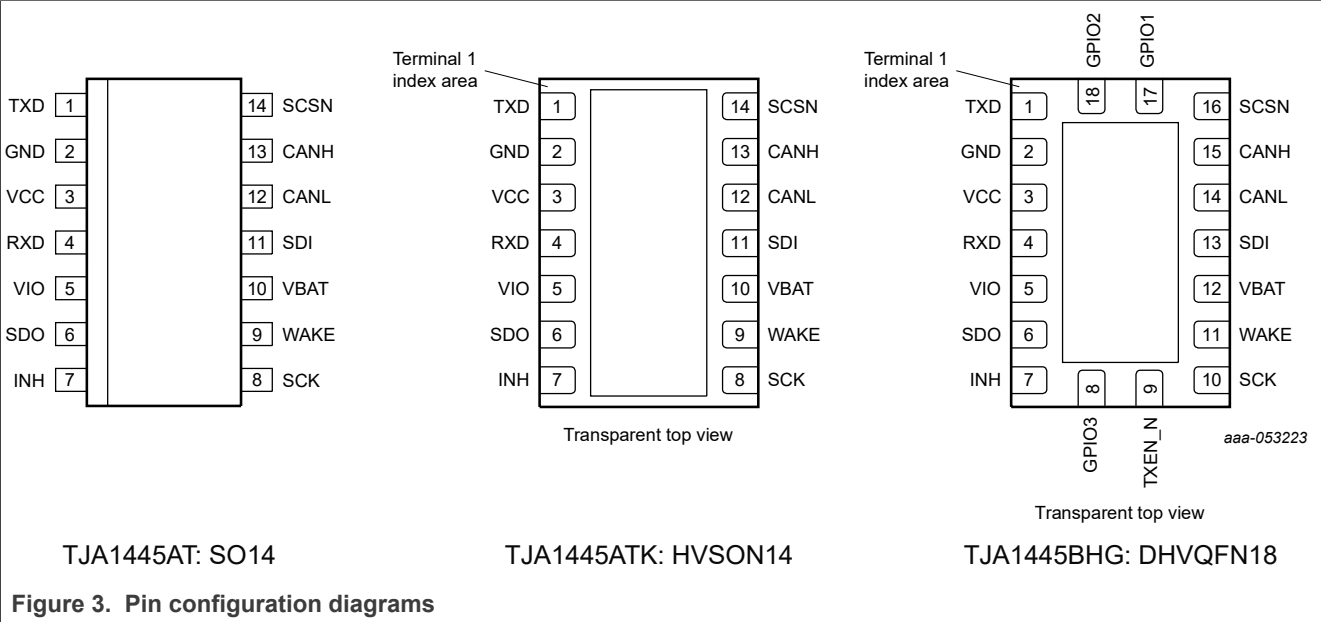 TXD 1 14 SCSN
GND 2 13 CANH
VCC 3 12 CANL
RXD 4 11 SDI
VIO 5 10 VBAT
SDO 6 9 WAKE
INH 7 8 SCK
TJA1445AT: SO14
Terminal 1
index area
TXD 1 14 SCSN
GND 2 13 CANH
VCC 3 12 CANL
RXD 4 11 SDI
VIO 5 10 VBAT
SDO 6 9 WAKE
INH 7 8 SCK
Transparent top view
TJA1445ATK: HVSON14
Terminal 1
index area
GPIO2 GPIO1
18 17
TXD 1 16 SCSN
GND 2 15 CANH
VCC 3 14 CANL
RXD 4 13 SDI
VIO 5 12 VBAT
SDO 6 11 WAKE
INH 7 10 SCK
8 9
GPIO3 TXEN_N
aaa-053223
Transparent top view
TJA1445BHG: DHVQFN18
Figure 3. Pin configuration diagrams